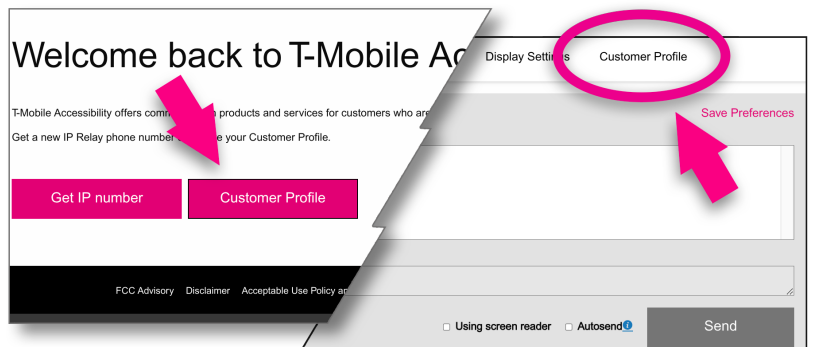 Welcome back to T-Mobile Ac
T-Mobile Accessibility offers comm products and services for customers who are
Get a new IP Relay phone number your Customer Profile.
Get IP number
Customer Profile
FCC Advisory Disclaimer Acceptable Use Policy an
Display Settings Customer Profile
Save Preferences
Using screen reader Autosend i
Send